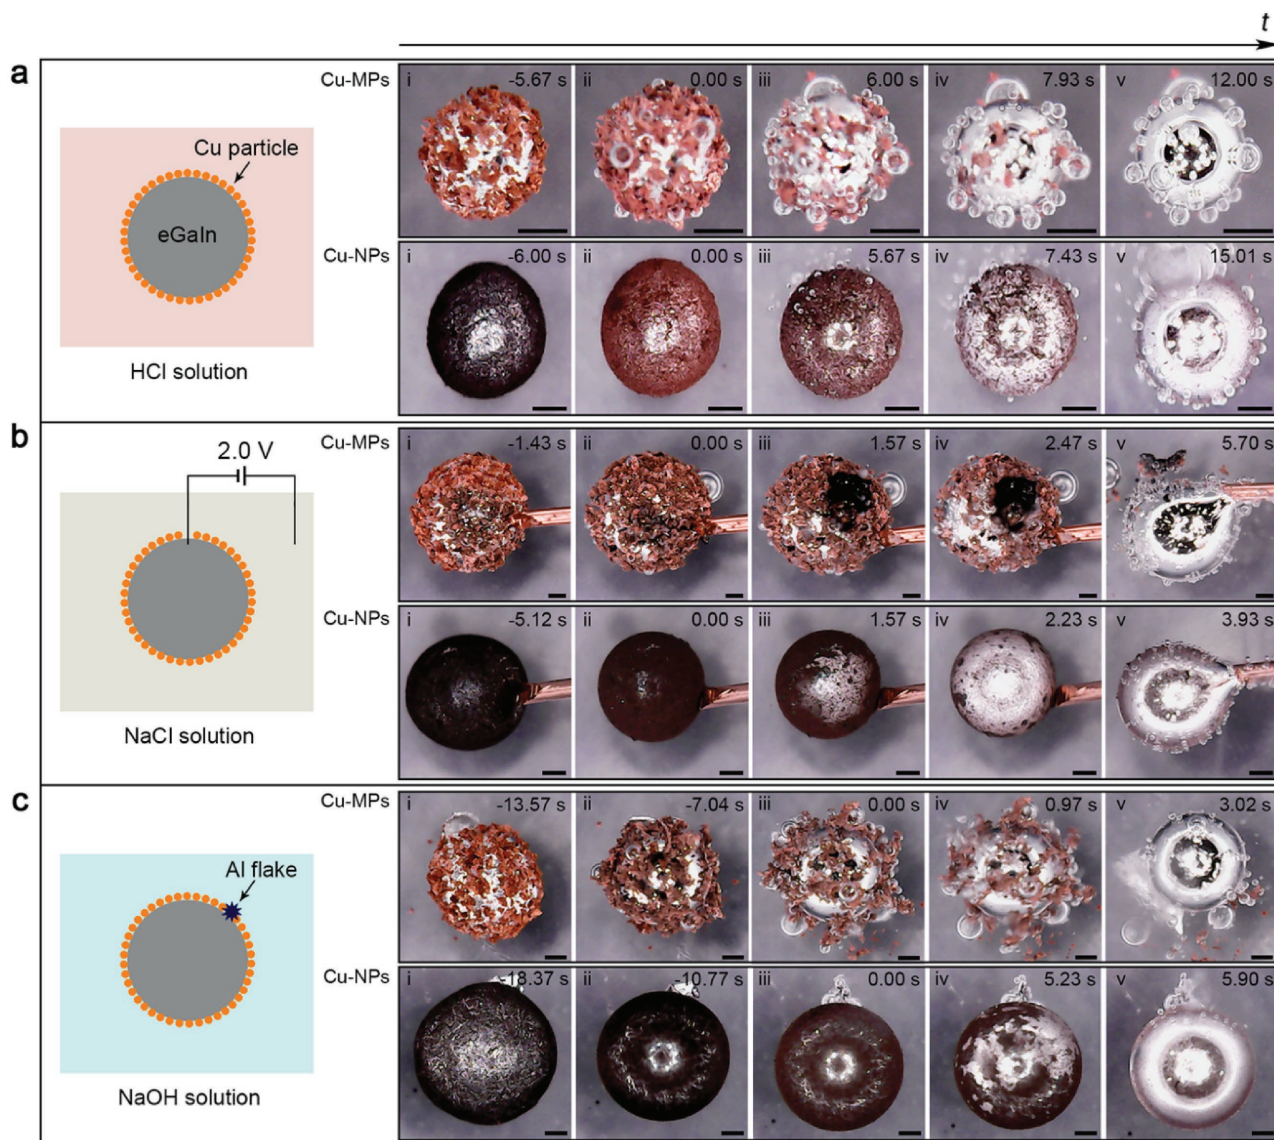 t
a
Cu-MPs
i -5.67 s ii 0.00 s iii 6.00 s iv 7.93 s v 12.00 s
Cu particle
eGaIn
Cu-NPs
i -6.00 s ii 0.00 s iii 5.67 s iv 7.43 s v 15.01 s
HCl solution
b
Cu-MPs
i -1.43 s ii 0.00 s iii 1.57 s iv 2.47 s v 5.70 s
2.0 V
Cu-NPs
i -5.12 s ii 0.00 s iii 1.57 s iv 2.23 s v 3.93 s
NaCl solution
c
Cu-MPs
i -13.57 s ii -7.04 s iii 0.00 s iv 0.97 s v 3.02 s
Al flake
Cu-NPs
i -18.37 s ii -10.77 s iii 0.00 s iv 5.23 s v 5.90 s
NaOH solution